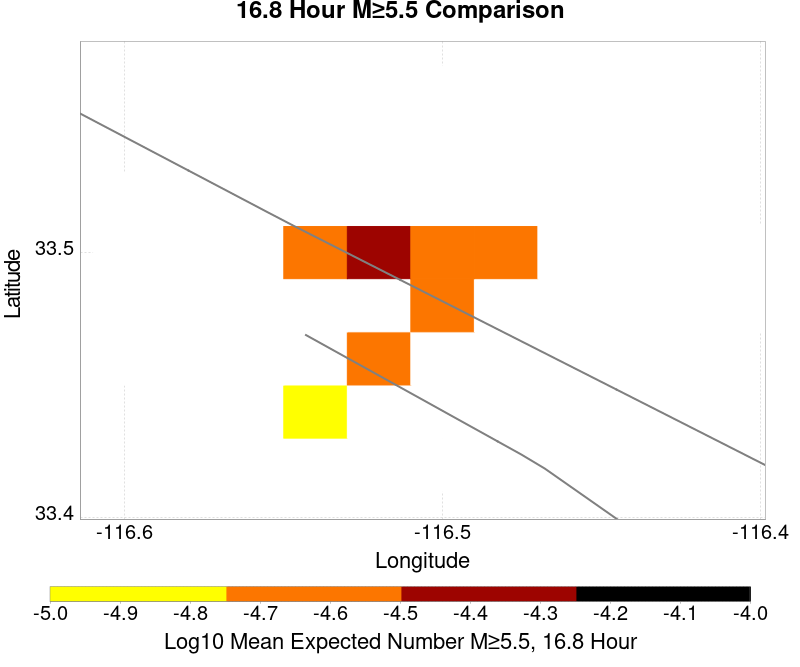 16.8 Hour M≥5.5 Comparison
Latitude
33.5
33.4
-116.6 -116.5 -116.4
Longitude
-5.0 -4.9 -4.8 -4.7 -4.6 -4.5 -4.4 -4.3 -4.2 -4.1 -4.0
Log10 Mean Expected Number M≥5.5, 16.8 Hour